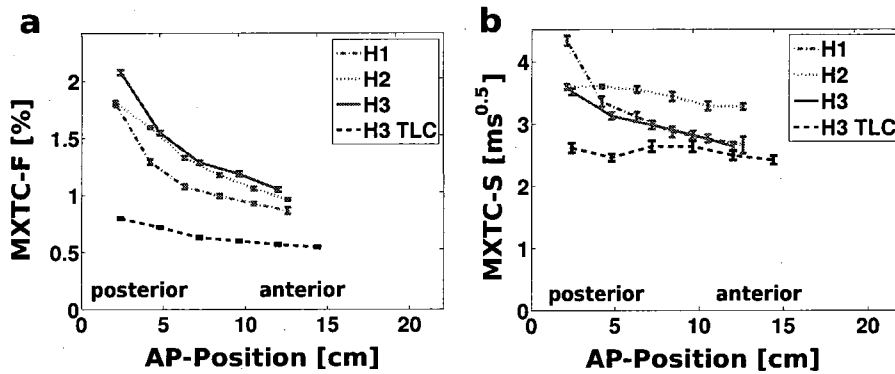 a
MXTC-F [%]
2
1.5
1
0.5
0
H1
H2
H3
H3 TLC
posterior
anterior
0 5 10 15 20
AP-Position [cm]
b
MXTC-S [ms^0.5]
4
3
2
1
0
H1
H2
H3
H3 TLC
posterior
anterior
0 5 10 15 20
AP-Position [cm]